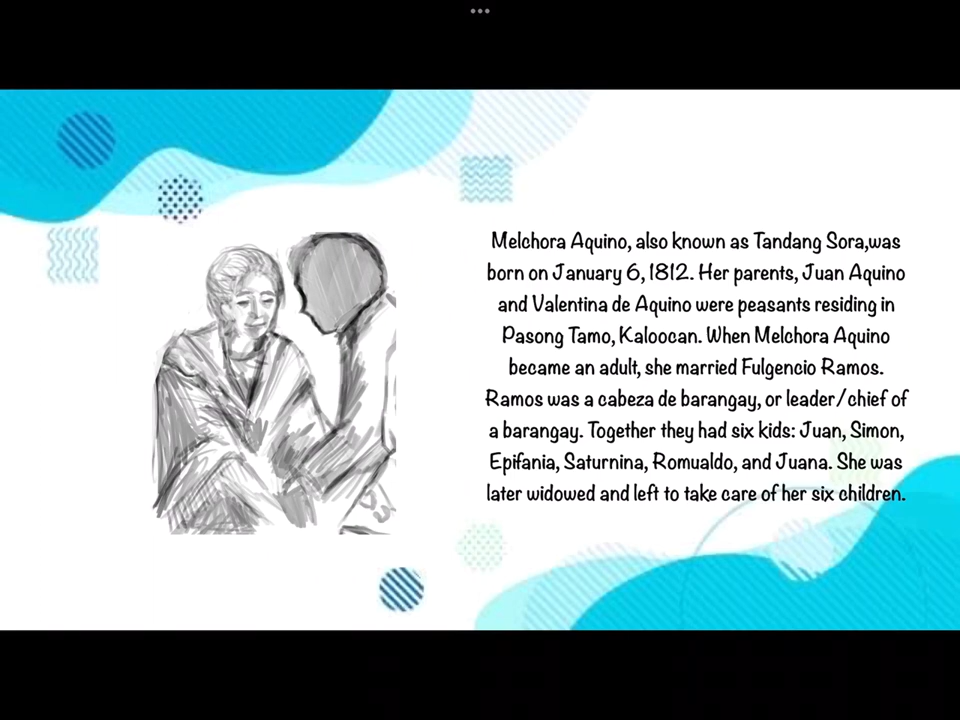 Melchora Aquino, also known as Tandang Sora,was
born on January 6, 1812. Her parents, Juan Aquino
and Valentina de Aquino were peasants residing in
Pasong Tamo, Kaloocan. When Melchora Aquino
became an adult, she married Fulgencio Ramos.
Ramos was a cabeza de barangay, or leader/chief of
a barangay. Together they had six kids: Juan, Simon,
Epifania, Saturnina, Romualdo, and Juana. She was
later widowed and left to take care of her six children.